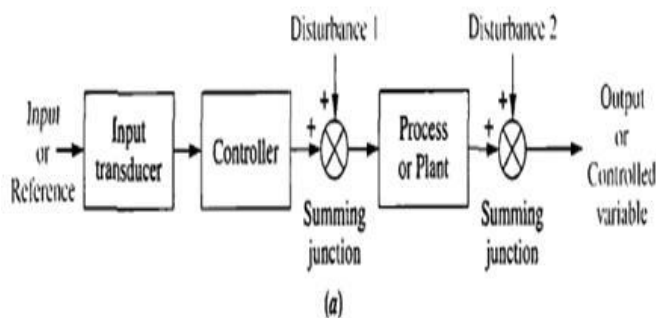 Disturbance 1
Disturbance 2
Input
or
Reference
Input
transducer
Controller
+
+
Summing
junction
Process
or Plant
+
+
Summing
junction
Output
or
Controlled
variable
(a)